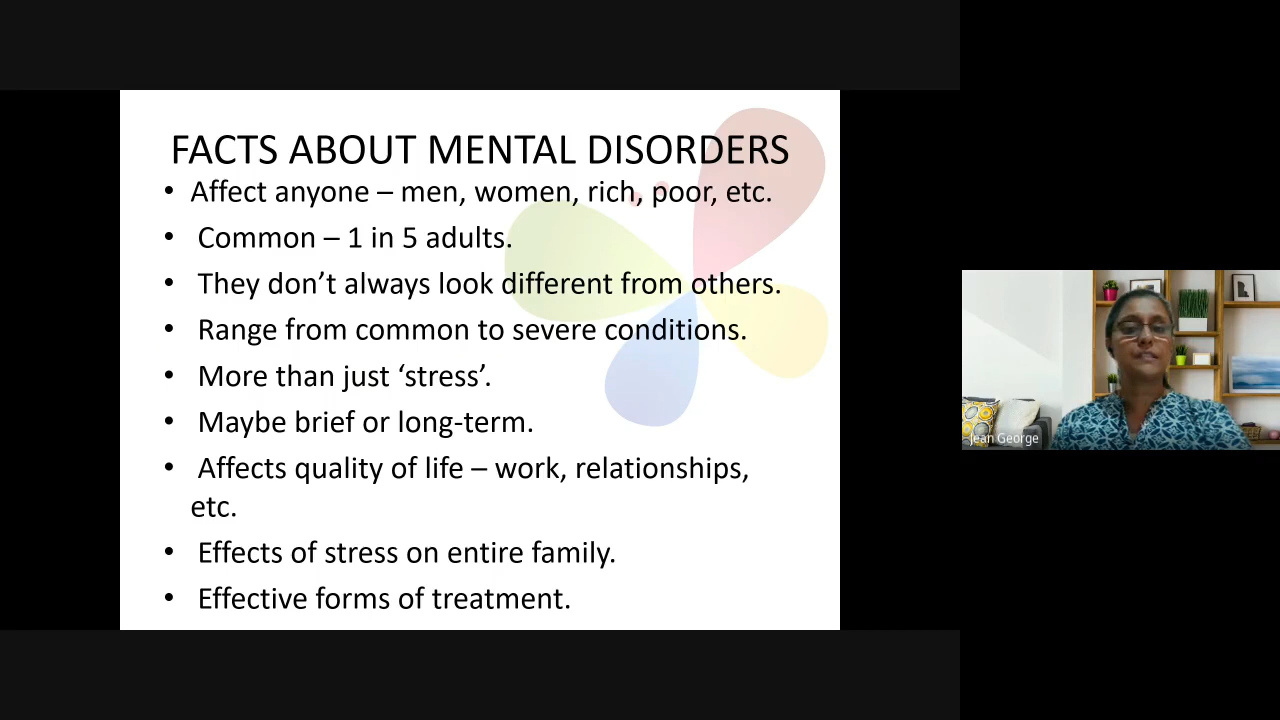 FACTS ABOUT MENTAL DISORDERS
• Affect anyone – men, women, rich, poor, etc.
• Common – 1 in 5 adults.
• They don’t always look different from others.
• Range from common to severe conditions.
• More than just ‘stress’.
• Maybe brief or long-term.
• Affects quality of life – work, relationships,
etc.
• Effects of stress on entire family.
• Effective forms of treatment.
Jean George